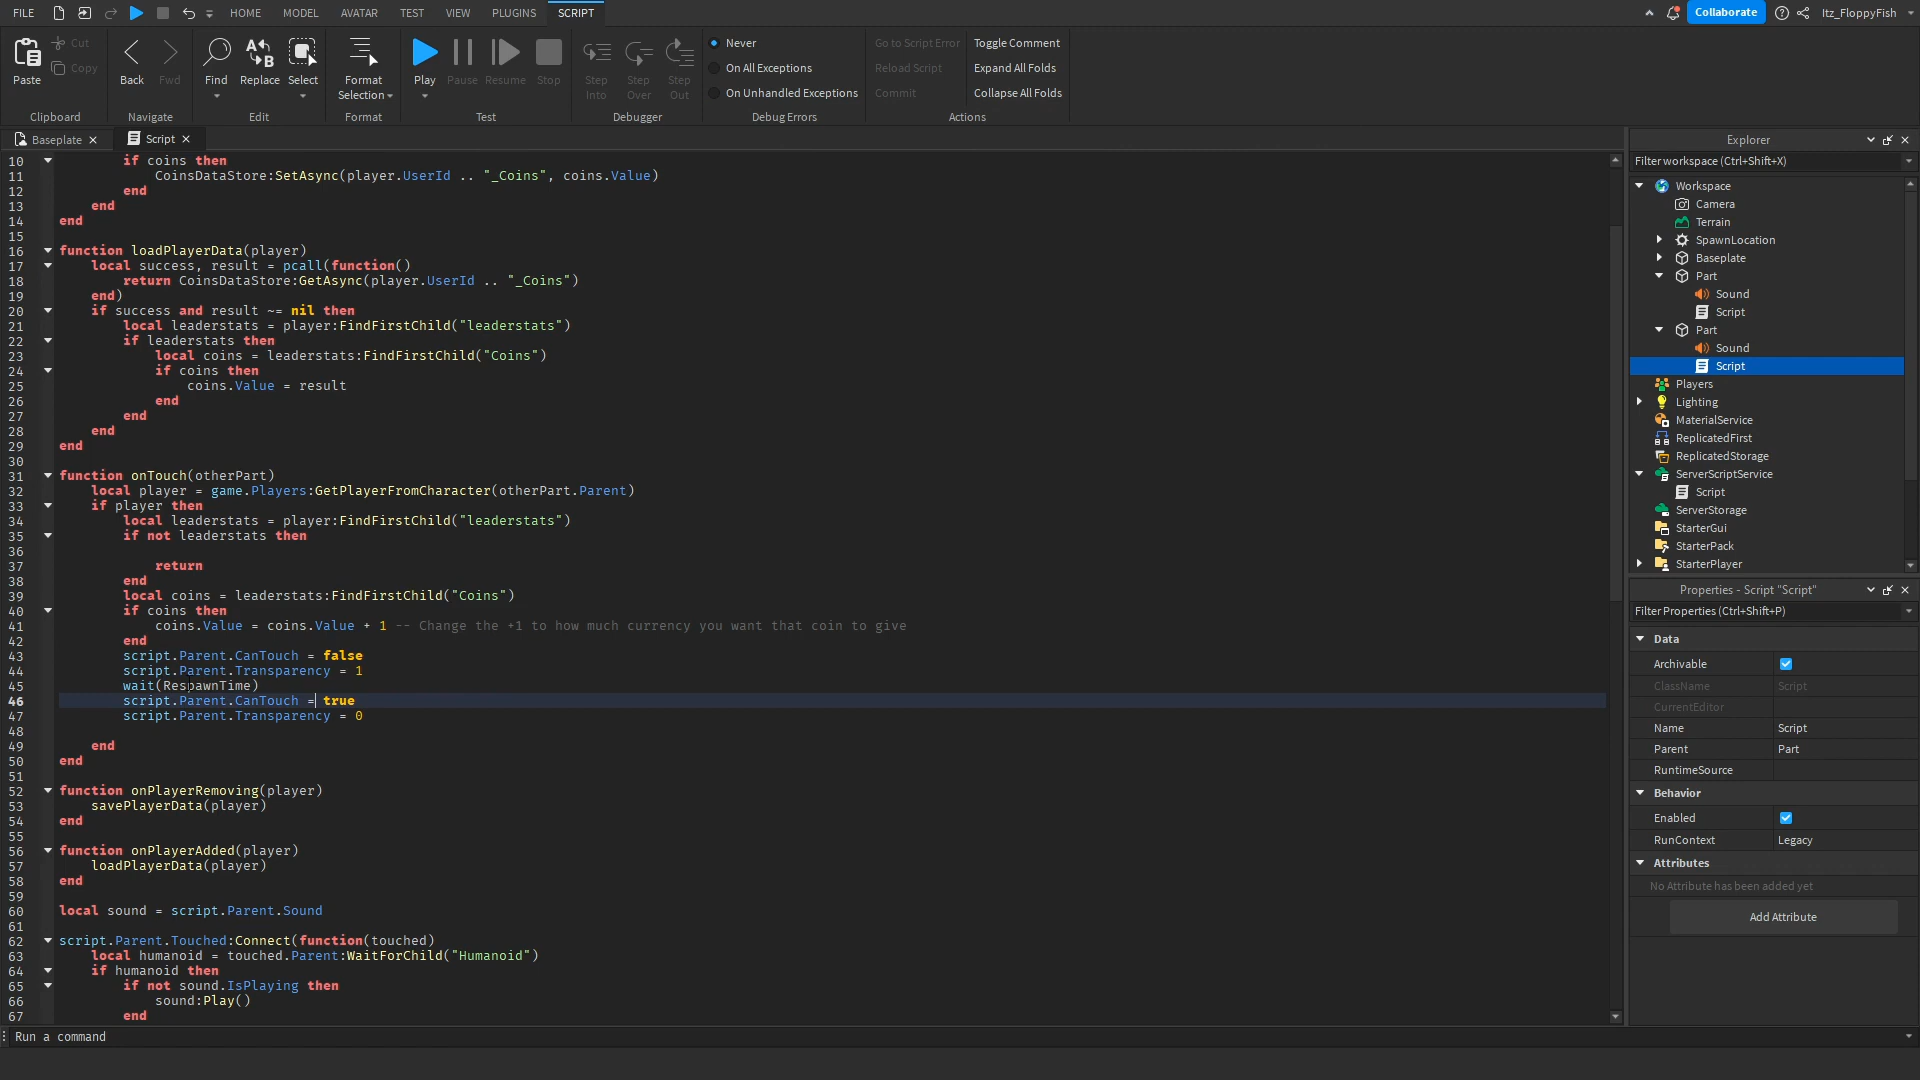 FILE HOME MODEL AVATAR TEST VIEW PLUGINS SCRIPT Collaborate Itz_FloppyFish
Paste Cut Copy Back Fwd Find Replace Select Format Selection Play Pause Resume Stop Step Into Step Over Step Out
Never Go to Script Error Toggle Comment
On All Exceptions Reload Script Expand All Folds
On Unhandled Exceptions Commit Collapse All Folds
Clipboard Navigate Edit Format Test Debugger Debug Errors Actions
Baseplate Script
10 if coins then
11 CoinsDataStore:SetAsync(player.UserId .. "_Coins", coins.Value)
12 end
13 end
14 end
15
16 function loadPlayerData(player)
17 local success, result = pcall(function()
18 return CoinsDataStore:GetAsync(player.UserId .. "_Coins")
19 end)
20 if success and result ~= nil then
21 local leaderstats = player:FindFirstChild("leaderstats")
22 if leaderstats then
23 local coins = leaderstats:FindFirstChild("Coins")
24 if coins then
25 coins.Value = result
26 end
27 end
28 end
29 end
30
31 function onTouch(otherPart)
32 local player = game.Players:GetPlayerFromCharacter(otherPart.Parent)
33 if player then
34 local leaderstats = player:FindFirstChild("leaderstats")
35 if not leaderstats then
36
37 return
38 end
39 local coins = leaderstats:FindFirstChild("Coins")
40 if coins then
41 coins.Value = coins.Value + 1 -- Change the +1 to how much currency you want that coin to give
42 end
43 script.Parent.CanTouch = false
44 script.Parent.Transparency = 1
45 wait(RespawnTime)
46 script.Parent.CanTouch = true
47 script.Parent.Transparency = 0
48
49 end
50 end
51
52 function onPlayerRemoving(player)
53 savePlayerData(player)
54 end
55
56 function onPlayerAdded(player)
57 loadPlayerData(player)
58 end
59
60 local sound = script.Parent.Sound
61
62 script.Parent.Touched:Connect(function(touched)
63 local humanoid = touched.Parent:WaitForChild("Humanoid")
64 if humanoid then
65 if not sound.IsPlaying then
66 sound:Play()
67 end
Run a command
Explorer
Filter workspace (Ctrl+Shift+X)
Workspace
Camera
Terrain
SpawnLocation
Baseplate
Part
Sound
Script
Part
Sound
Script
Players
Lighting
MaterialService
ReplicatedFirst
ReplicatedStorage
ServerScriptService
Script
ServerStorage
StarterGui
StarterPack
StarterPlayer
Properties - Script "Script"
Filter Properties (Ctrl+Shift+P)
Data
Archivable
ClassName Script
CurrentEditor
Name Script
Parent Part
RuntimeSource
Behavior
Enabled
RunContext Legacy
Attributes
No Attribute has been added yet
Add Attribute